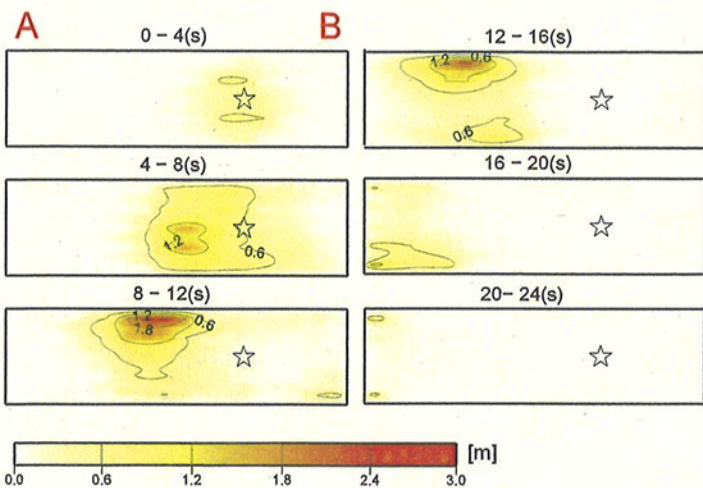 A
B
0 – 4(s)
4 – 8(s)
1.2
0.6
8 – 12(s)
1.2
1.8
0.6
12 – 16(s)
1.2
0.6
0.6
16 – 20(s)
20 – 24(s)
0.0 0.6 1.2 1.8 2.4 3.0 [m]